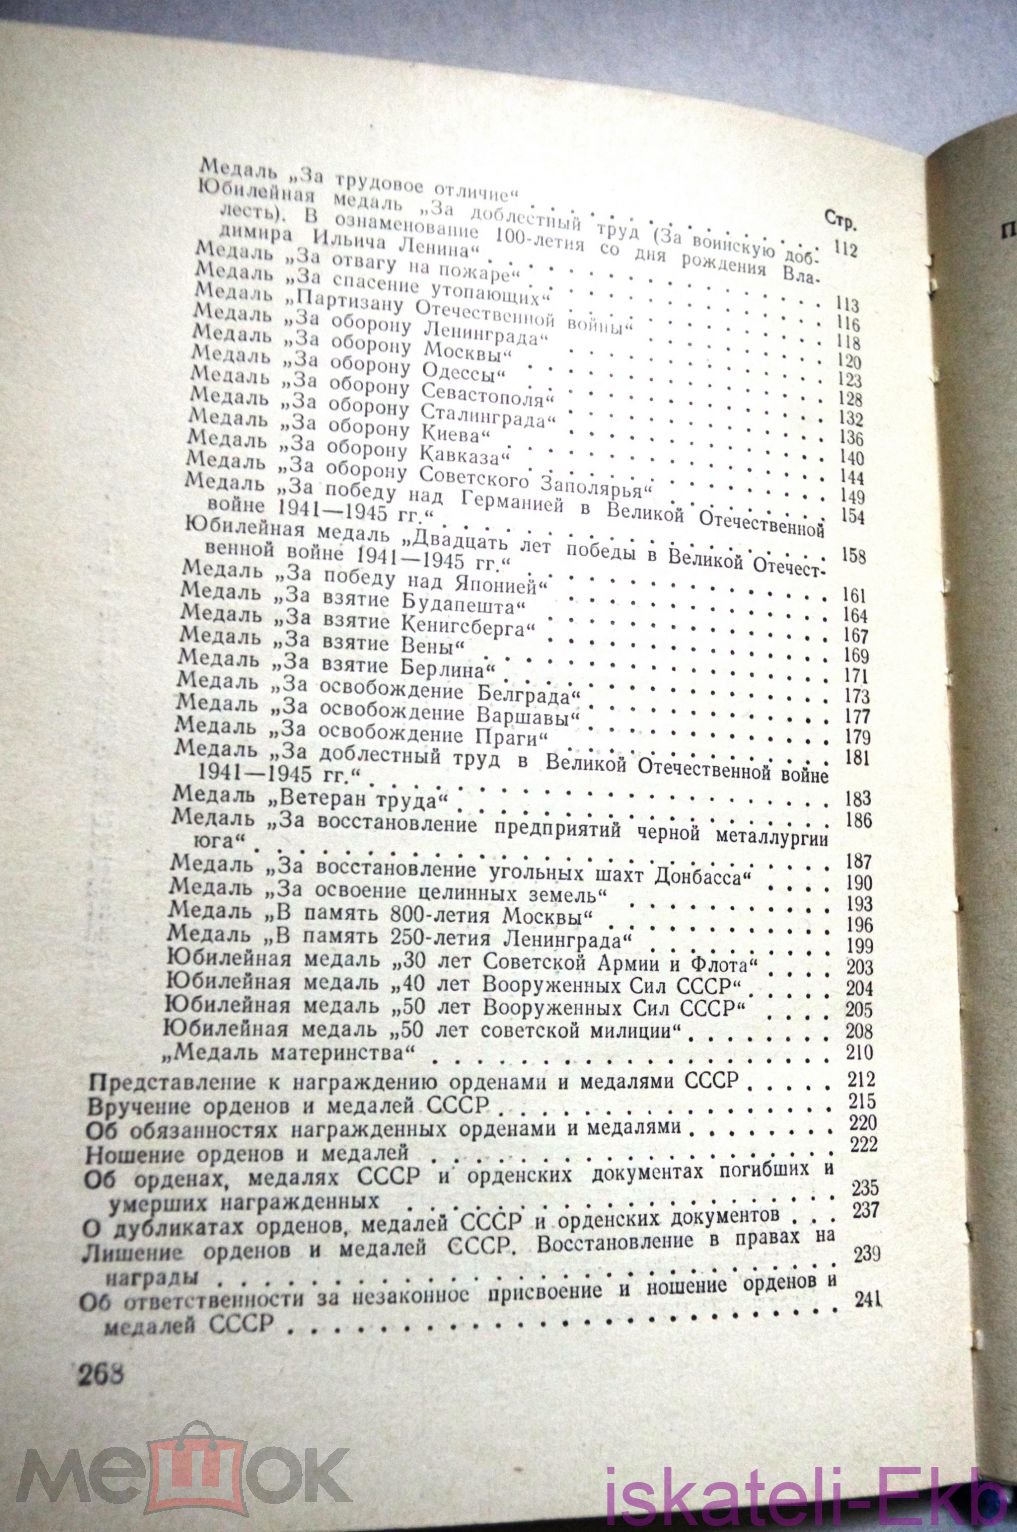 Стр.
Медаль „За трудовое отличие“ . . . . . . . . . . . . . . . 112
Юбилейная медаль „За доблестный труд (За воинскую доб-
лесть). В ознаменование 100-летия со дня рождения Вла-
димира Ильича Ленина“ . . . . . . . . . . . . . . . . . 113
Медаль „За отвагу на пожаре“ . . . . . . . . . . . . . . . 116
Медаль „За спасение утопающих“ . . . . . . . . . . . . . . 118
Медаль „Партизану Отечественной войны“ . . . . . . . . . . 120
Медаль „За оборону Ленинграда“ . . . . . . . . . . . . . . 123
Медаль „За оборону Москвы“ . . . . . . . . . . . . . . . . 128
Медаль „За оборону Одессы“ . . . . . . . . . . . . . . . . 132
Медаль „За оборону Севастополя“ . . . . . . . . . . . . . . 136
Медаль „За оборону Сталинграда“ . . . . . . . . . . . . . . 140
Медаль „За оборону Киева“ . . . . . . . . . . . . . . . . . 144
Медаль „За оборону Кавказа“ . . . . . . . . . . . . . . . . 149
Медаль „За оборону Советского Заполярья“ . . . . . . . . . 154
Медаль „За победу над Германией в Великой Отечественной
войне 1941—1945 гг.“ . . . . . . . . . . . . . . . . . . . 158
Юбилейная медаль „Двадцать лет победы в Великой Отечест-
венной войне 1941—1945 гг.“ . . . . . . . . . . . . . . . 161
Медаль „За победу над Японией“ . . . . . . . . . . . . . . 164
Медаль „За взятие Будапешта“ . . . . . . . . . . . . . . . 167
Медаль „За взятие Кенигсберга“ . . . . . . . . . . . . . . 169
Медаль „За взятие Вены“ . . . . . . . . . . . . . . . . . . 171
Медаль „За взятие Берлина“ . . . . . . . . . . . . . . . . 173
Медаль „За освобождение Белграда“ . . . . . . . . . . . . . 177
Медаль „За освобождение Варшавы“ . . . . . . . . . . . . . 179
Медаль „За освобождение Праги“ . . . . . . . . . . . . . . 181
Медаль „За доблестный труд в Великой Отечественной войне
1941—1945 гг.“ . . . . . . . . . . . . . . . . . . . . . . 183
Медаль „Ветеран труда“ . . . . . . . . . . . . . . . . . . 186
Медаль „За восстановление предприятий черной металлургии
юга“ . . . . . . . . . . . . . . . . . . . . . . . . . . . 187
Медаль „За восстановление угольных шахт Донбасса“ . . . . 190
Медаль „За освоение целинных земель“ . . . . . . . . . . . 193
Медаль „В память 800-летия Москвы“ . . . . . . . . . . . . 196
Медаль „В память 250-летия Ленинграда“ . . . . . . . . . . 199
Юбилейная медаль „30 лет Советской Армии и Флота“ . . . . 203
Юбилейная медаль „40 лет Вооруженных Сил СССР“ . . . . . 204
Юбилейная медаль „50 лет Вооруженных Сил СССР“ . . . . 205
Юбилейная медаль „50 лет советской милиции“ . . . . . . . 208
„Медаль материнства“ . . . . . . . . . . . . . . . . . . . 210
Представление к награждению орденами и медалями СССР . . . . . 212
Вручение орденов и медалей СССР . . . . . . . . . . . . . . . . 215
Об обязанностях награжденных орденами и медалями . . . . . . . . 220
Ношение орденов и медалей . . . . . . . . . . . . . . . . . . . 222
Об орденах, медалях СССР и орденских документах погибших и
умерших награжденных . . . . . . . . . . . . . . . . . . . . 235
О дубликатах орденов, медалей СССР и орденских документов . . . 237
Лишение орденов и медалей СССР. Восстановление в правах на
награды . . . . . . . . . . . . . . . . . . . . . . . . . . 239
Об ответственности за незаконное присвоение и ношение орденов и
медалей СССР . . . . . . . . . . . . . . . . . . . . . . . . 241
268
мешок
iskateli-Ekb